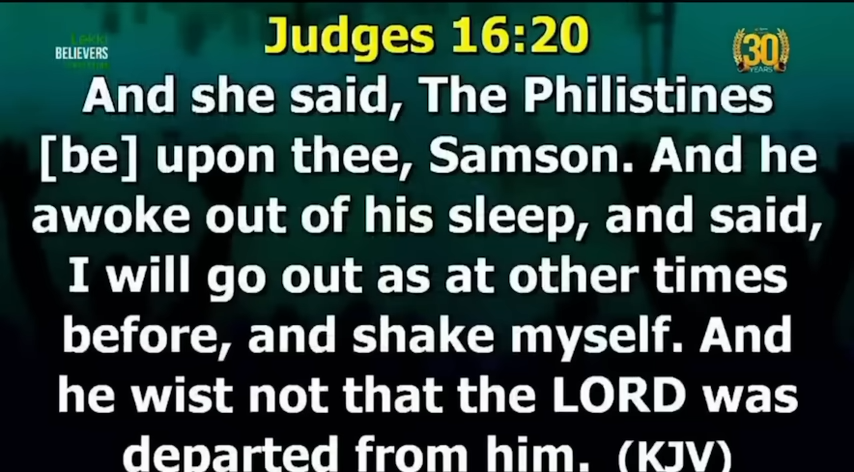 Judges 16:20
BELIEVERS
30
YEARS
And she said, The Philistines
[be] upon thee, Samson. And he
awoke out of his sleep, and said,
I will go out as at other times
before, and shake myself. And
he wist not that the LORD was
departed from him. (KJV)